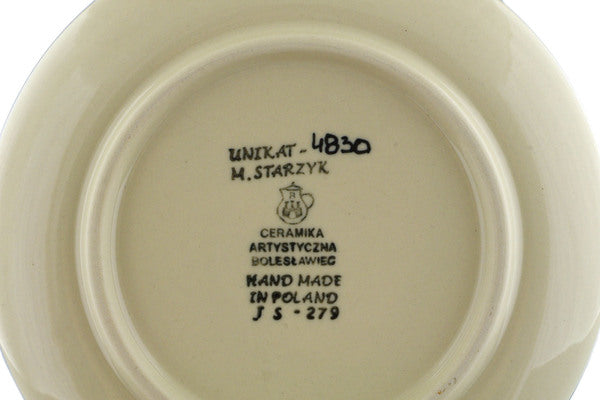 UNIKAT - 4830
M. STARZYK
CERAMIKA
ARTYSTYCZNA
BOLESŁAWIEC
HAND MADE
IN POLAND
J S - 279